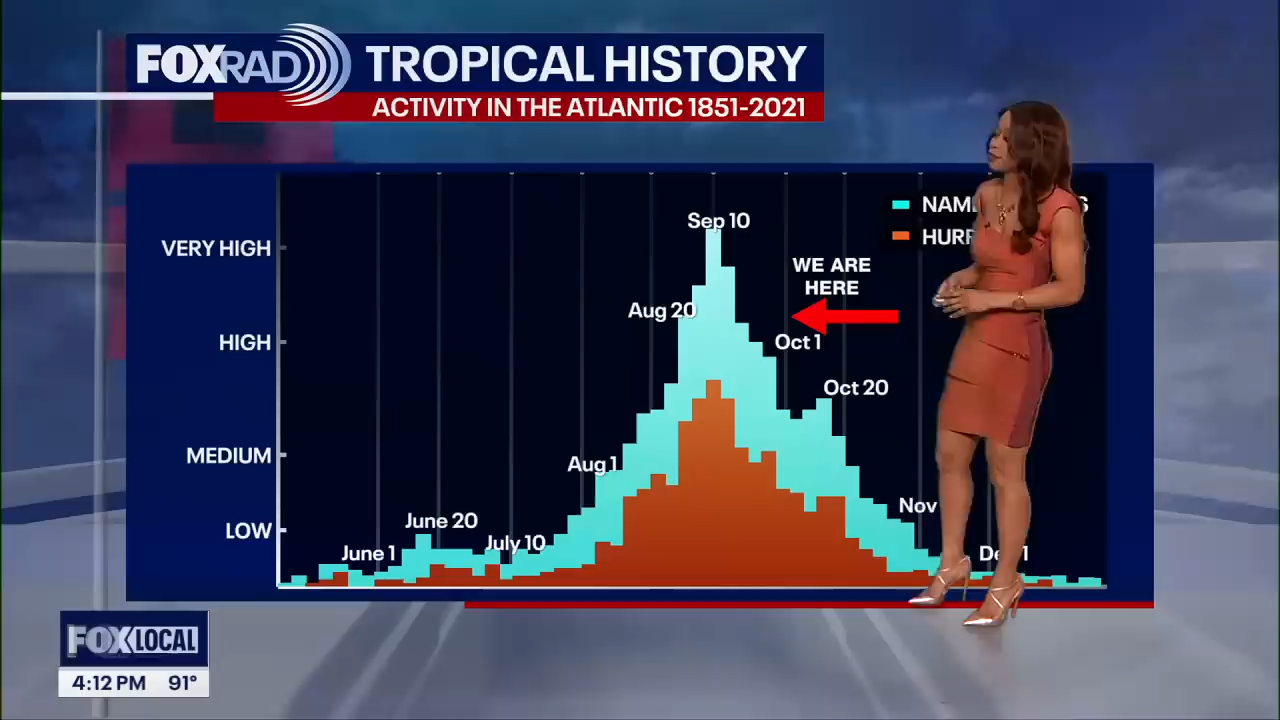 FOXRAD TROPICAL HISTORY
ACTIVITY IN THE ATLANTIC 1851-2021
Sep 10
VERY HIGH
WE ARE
HERE
Aug 20
HIGH
Oct 1
Oct 20
MEDIUM
Aug 1
Nov
LOW
June 20
July 10
June 1
1
FOX LOCAL
4:12 PM 91°